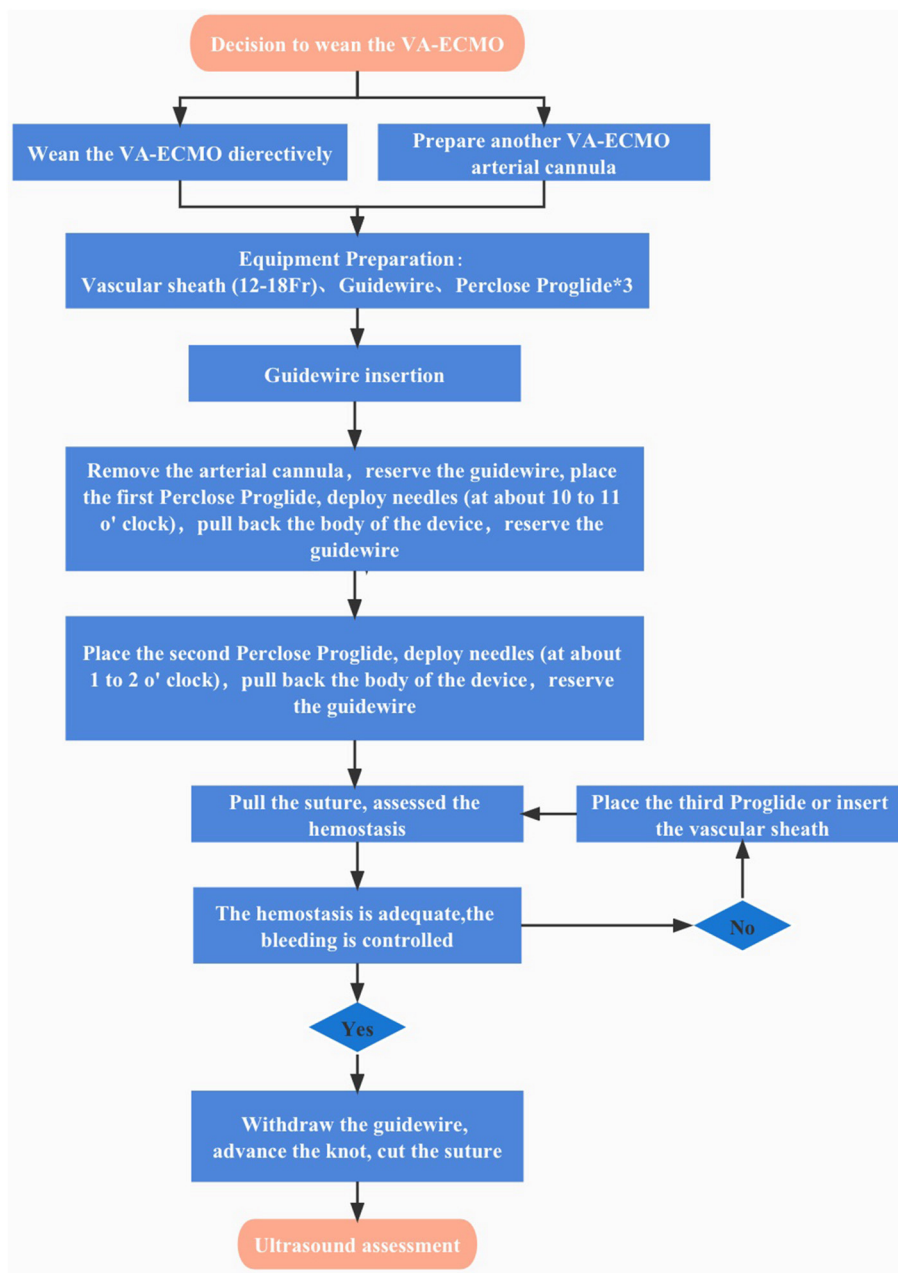 Decision to wean the VA-ECMO
Wean the VA-ECMO dierectively
Prepare another VA-ECMO
arterial cannula
Equipment Preparation：
Vascular sheath (12-18Fr)、Guidewire、Perclose Proglide*3
Guidewire insertion
Remove the arterial cannula，reserve the guidewire, place
the first Perclose Proglide, deploy needles (at about 10 to 11
o' clock)，pull back the body of the device，reserve the
guidewire
Place the second Perclose Proglide, deploy needles (at about
1 to 2 o' clock)，pull back the body of the device，reserve
the guidewire
Pull the suture, assessed the
hemostasis
Place the third Proglide or insert
the vascular sheath
The hemostasis is adequate,the
bleeding is controlled
No
Yes
Withdraw the guidewire,
advance the knot, cut the suture
Ultrasound assessment